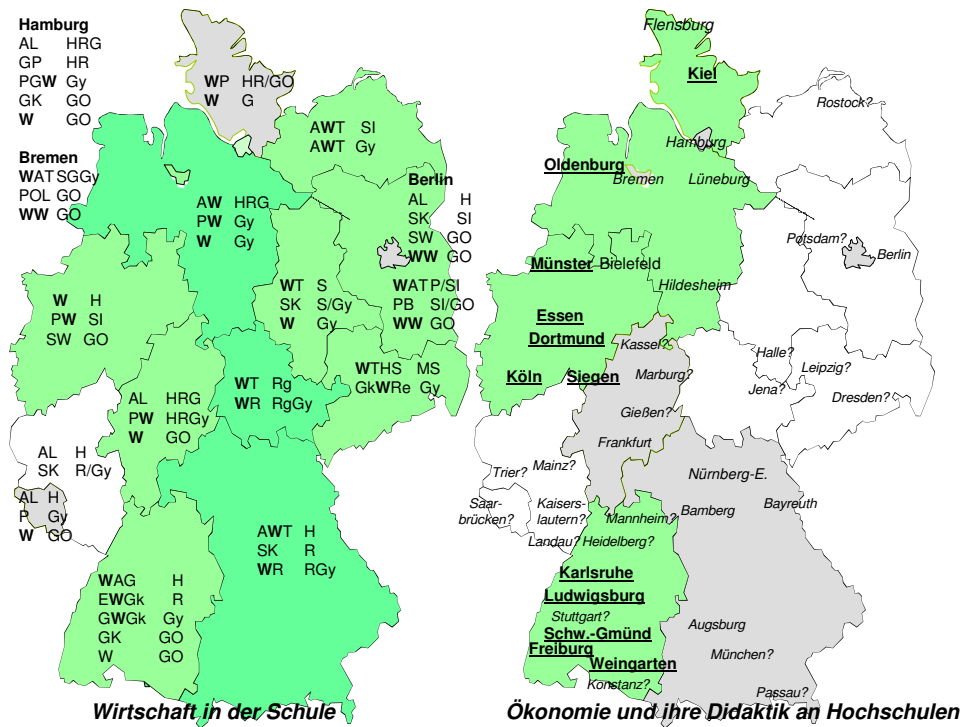 Hamburg
AL HRG
GP HR
PGW Gy
GK GO
W GO
Bremen
WAT SGGy
POL GO
WW GO
WP HR/GO
W G
AWT SI
AWT Gy
Berlin
AL H
SK SI
SW GO
WW GO
AW HRG
PW Gy
W Gy
W H
PW SI
SW GO
WT S
SK S/Gy
W Gy
WAT P/SI
PB SI/GO
WW GO
WTHS MS
GkWRe Gy
WT Rg
WR RgGy
AL HRG
PW HRGy
W GO
AL H
SK R/Gy
AL H
P Gy
W GO
AWT H
SK R
WR RGy
WAG H
EWGk R
GWGk Gy
GK GO
W GO
Wirtschaft in der Schule
Flensburg
Kiel
Rostock?
Hamburg
Oldenburg
Bremen
Lüneburg
Potsdam?
Berlin
Münster Bielefeld
Hildesheim
Essen
Dortmund
Kassel?
Halle?
Leipzig?
Köln
Siegen
Marburg?
Jena?
Dresden?
Gießen?
Frankfurt
Trier?
Mainz?
Nürnberg-E.
Saar-
brücken?
Kaisers-
lautern?
Mannheim?
Bamberg
Bayreuth
Landau?
Heidelberg?
Karlsruhe
Ludwigsburg
Stuttgart?
Schw.-Gmünd
Augsburg
Freiburg
Weingarten
München?
Konstanz?
Passau?
Ökonomie und ihre Didaktik an Hochschulen